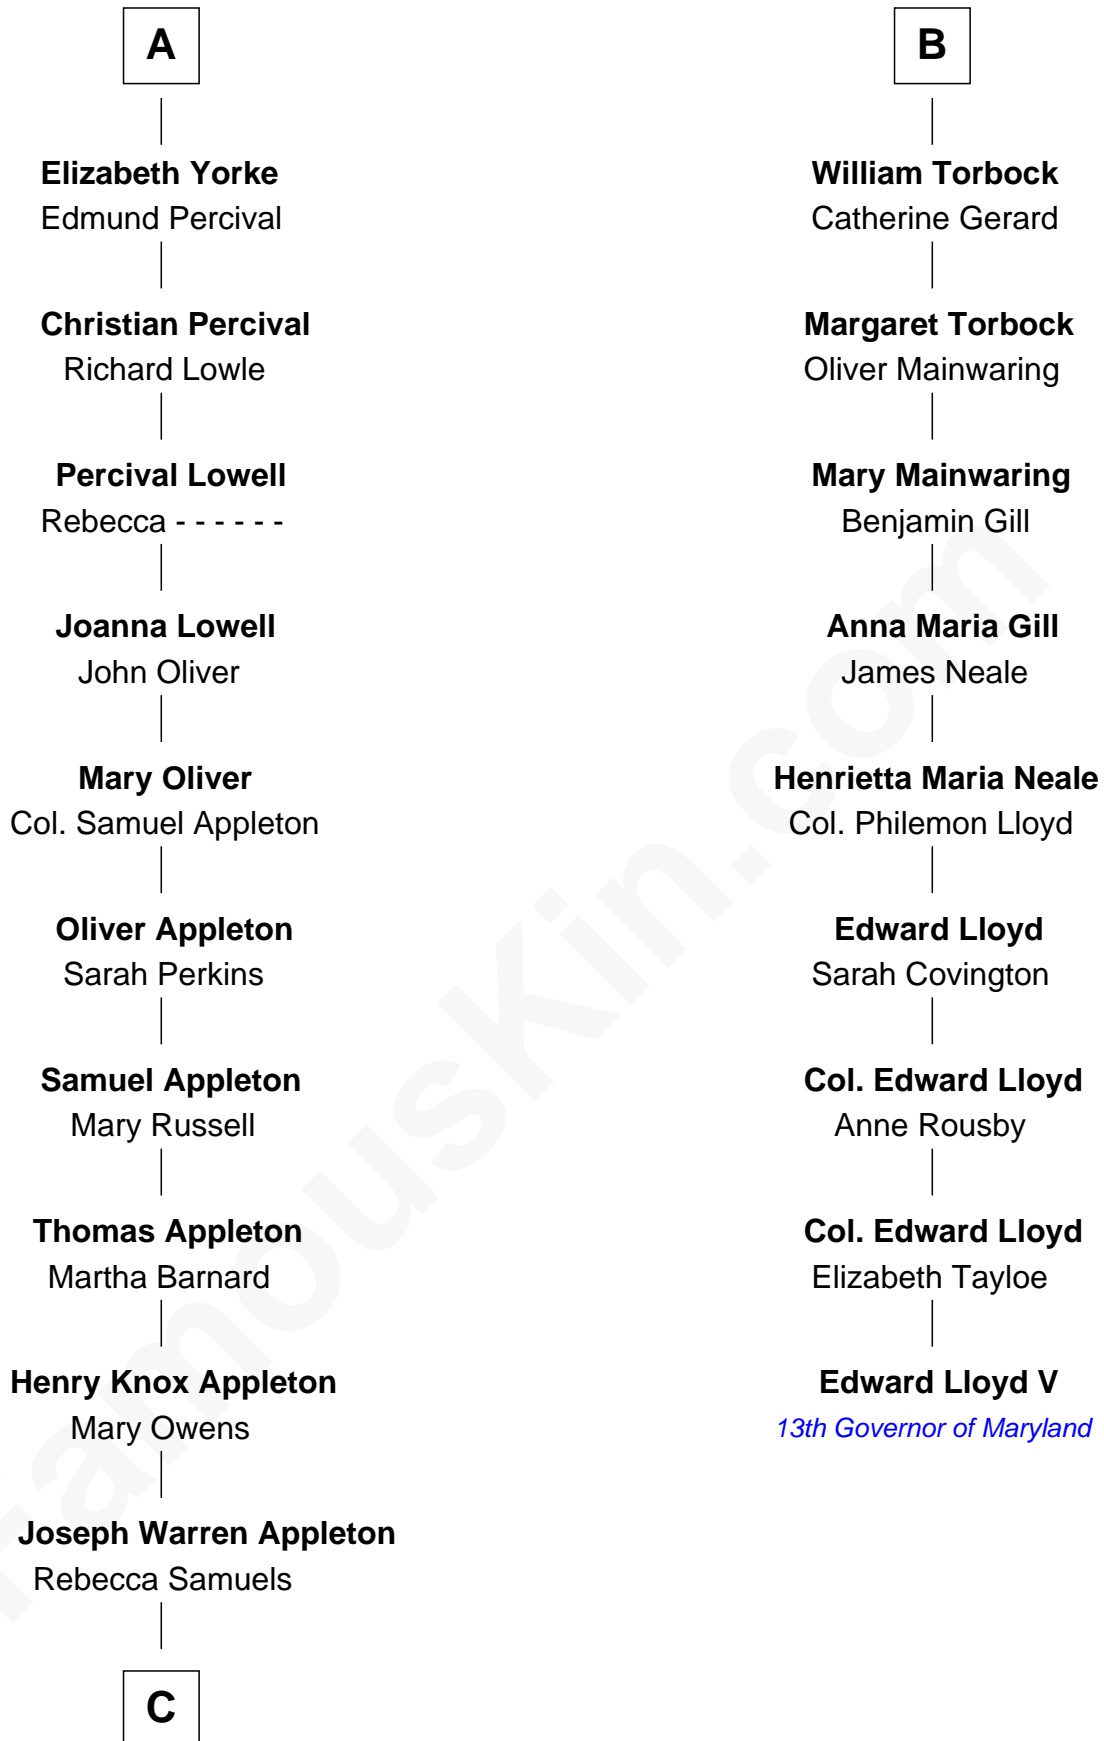 A
Elizabeth Yorke
Edmund Percival
Christian Percival
Richard Lowle
Percival Lowell
Rebecca - - - - - -
Joanna Lowell
John Oliver
Mary Oliver
Col. Samuel Appleton
Oliver Appleton
Sarah Perkins
Samuel Appleton
Mary Russell
Thomas Appleton
Martha Barnard
Henry Knox Appleton
Mary Owens
Joseph Warren Appleton
Rebecca Samuels
C
B
William Torbock
Catherine Gerard
Margaret Torbock
Oliver Mainwaring
Mary Mainwaring
Benjamin Gill
Anna Maria Gill
James Neale
Henrietta Maria Neale
Col. Philemon Lloyd
Edward Lloyd
Sarah Covington
Col. Edward Lloyd
Anne Rousby
Col. Edward Lloyd
Elizabeth Tayloe
Edward Lloyd V
13th Governor of Maryland
FamousKin.com